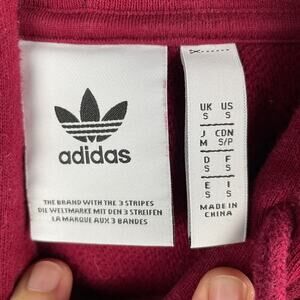 adidas
THE BRAND WITH THE 3 STRIPES
DIE WELTMARKE MIT DEN 3 STREIFEN
LA MARQUE AUX 3 BANDES
UK US
S S
J CDN
M S/P
D F
S S
E I
S S
MADE IN
CHINA